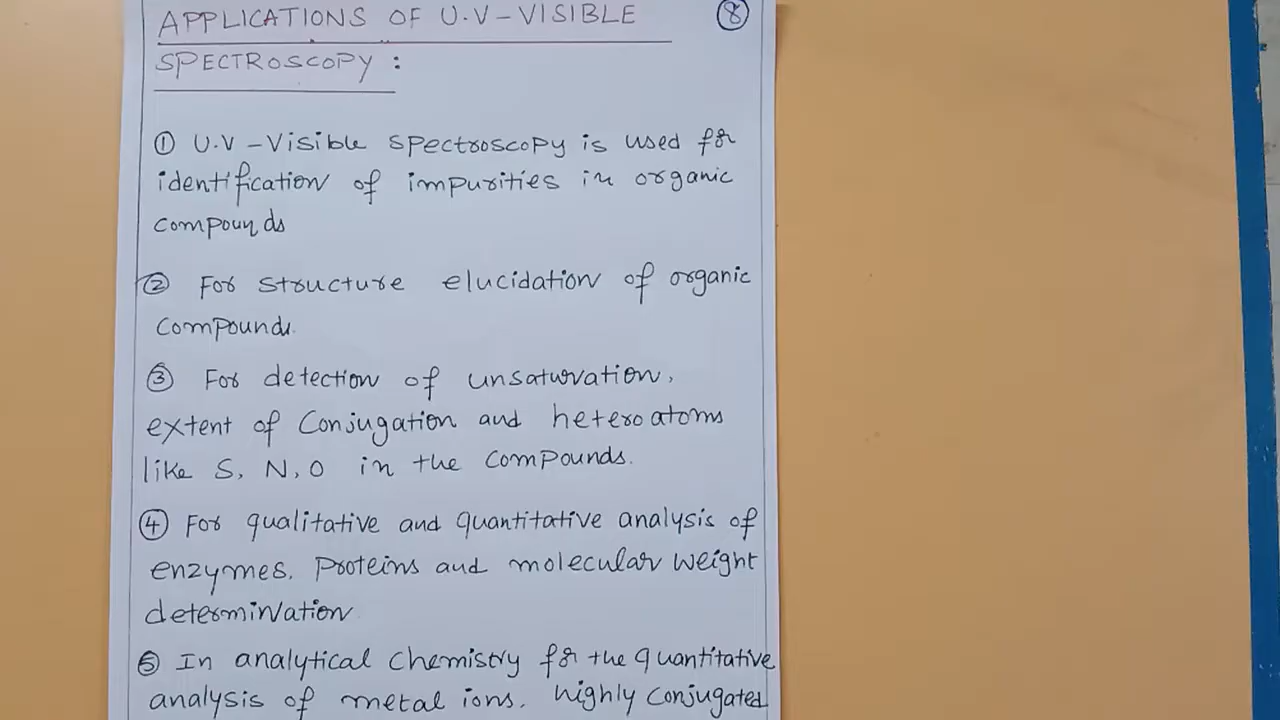 APPLICATIONS OF U.V-VISIBLE
⑧
SPECTROSCOPY :
① U.V-Visible spectroscopy is used for
identification of impurities in organic
compounds
② For structure elucidation of organic
compounds.
③ For detection of unsaturation,
extent of Conjugation and hetero atoms
like S, N, O in the compounds.
④ For qualitative and quantitative analysis of
enzymes, proteins and molecular weight
determination
⑤ In analytical chemistry for the quantitative
analysis of metal ions, highly conjugated